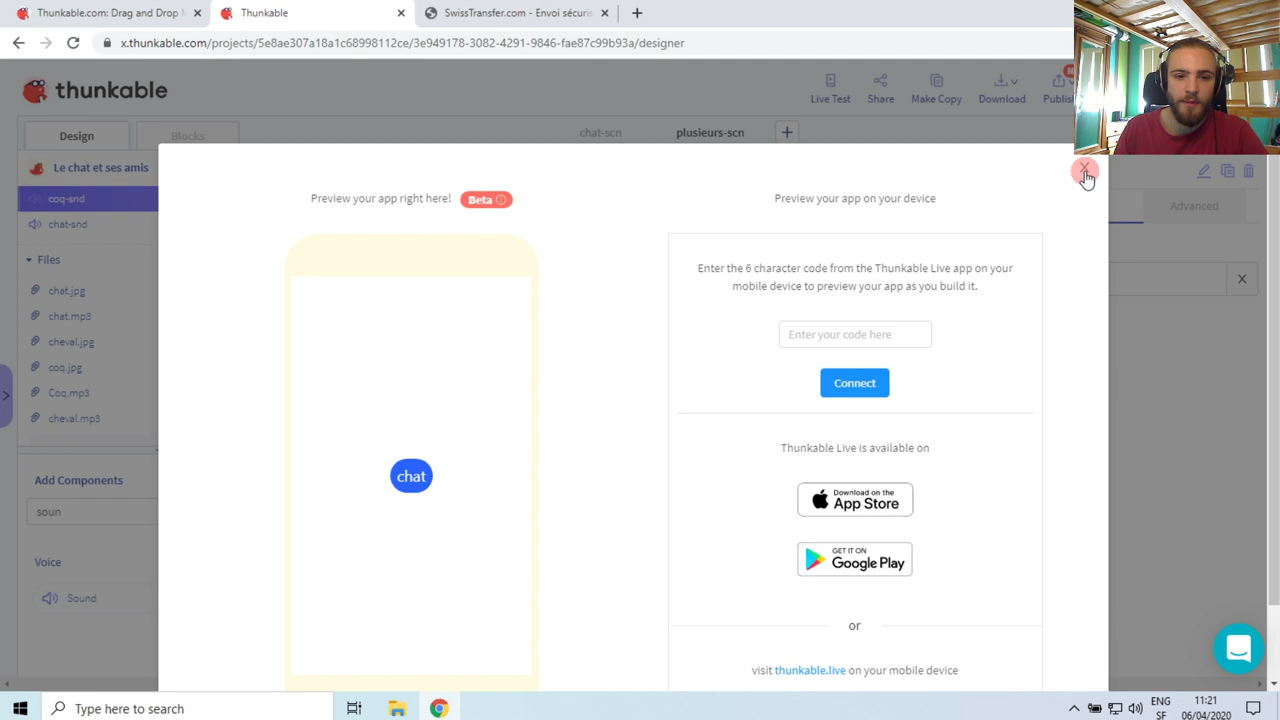 Thunkable.com: Drag and Drop M
Thunkable
SwissTransfer.com - Envoi sécuris
x.thunkable.com/projects/5e8ae307a18a1c68998112ce/3e949178-3082-4291-9846-fae87c99b93a/designer
thunkable
Live Test
Share
Make Copy
Download
Publish
Design
Blocks
chat-scn
plusieurs-scn
Le chat et ses amis
coq-snd
chat-snd
Files
chat.jpg
chat.mp3
cheval.jpg
coq.jpg
Coq.mp3
cheval.mp3
Add Components
soun
Voice
Sound
Advanced
Preview your app right here!
Beta
chat
Preview your app on your device
Enter the 6 character code from the Thunkable Live app on your
mobile device to preview your app as you build it.
Enter your code here
Connect
Thunkable Live is available on
Download on the
App Store
GET IT ON
Google Play
or
visit thunkable.live on your mobile device
Type here to search
ENG
SF
11:21
06/04/2020